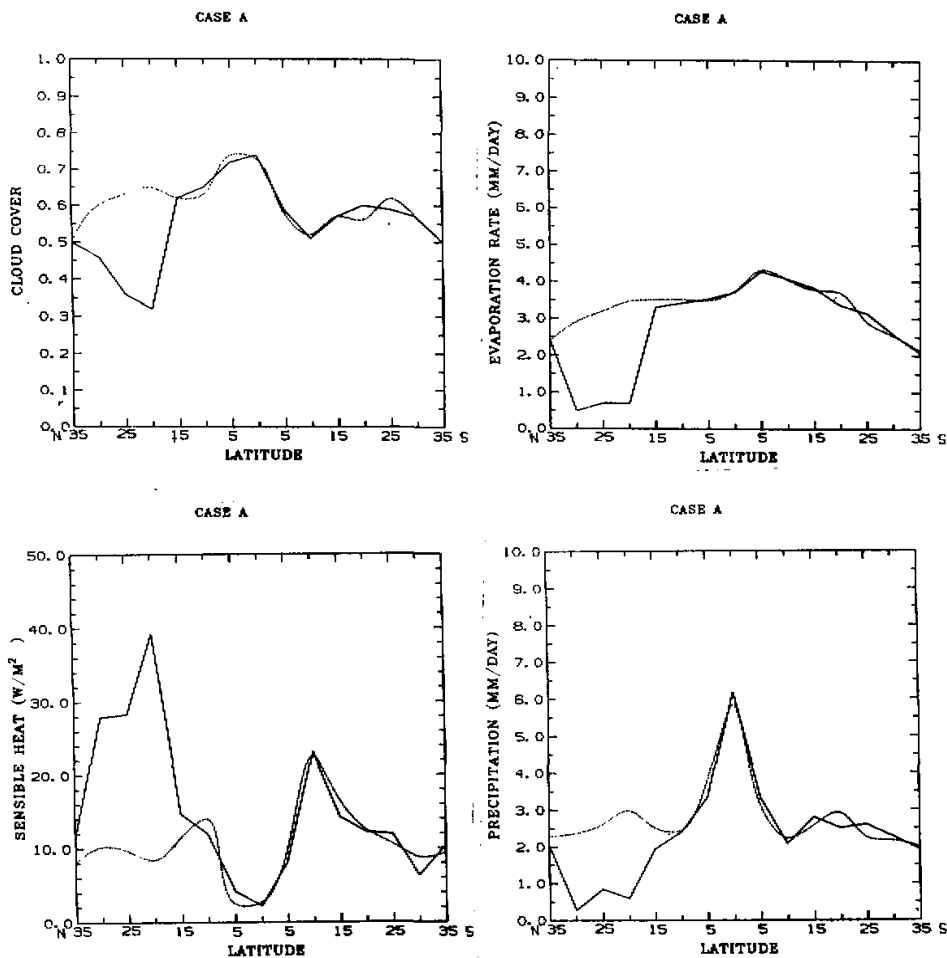 CASE A
1.0
0.9
0.8
0.7
0.6
0.5
0.4
0.3
0.2
0.1
0.0
CLOUD COVER
N 35 25 15 5 5 15 25 35 S
LATITUDE
CASE A
10.0
9.0
8.0
7.0
6.0
5.0
4.0
3.0
2.0
1.0
0.0
EVAPORATION RATE (MM/DAY)
N 35 25 15 5 5 15 25 35 S
LATITUDE
CASE A
50.0
40.0
30.0
20.0
10.0
0.0
SENSIBLE HEAT (W/M²)
N 35 25 15 5 5 15 25 35 S
LATITUDE
CASE A
10.0
9.0
8.0
7.0
6.0
5.0
4.0
3.0
2.0
1.0
0.0
PRECIPITATION (MM/DAY)
N 35 25 15 5 5 15 25 35 S
LATITUDE